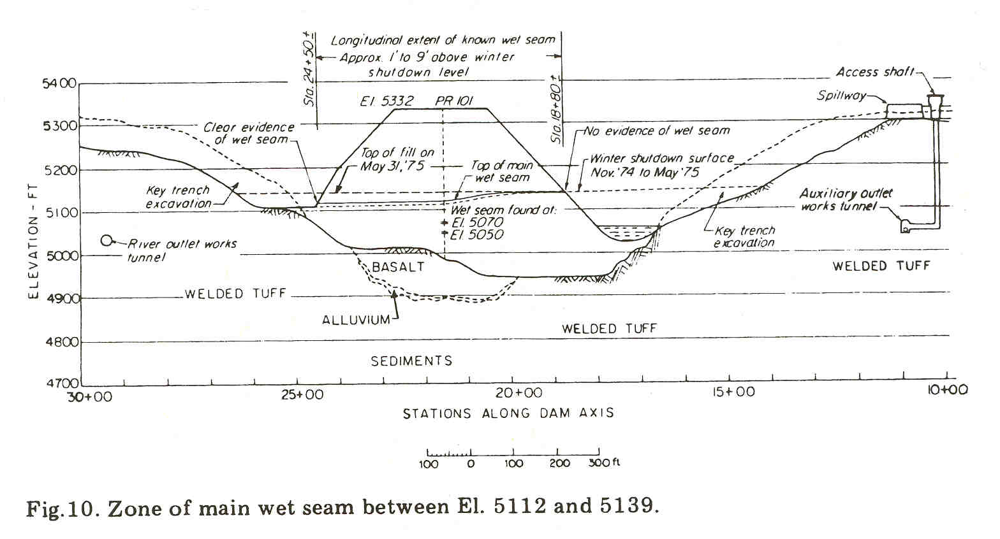 Longitudinal extent of known wet seam
Approx. 1' to 9' above winter
shutdown level
Sta. 24+50±
Sta. 18+80±
Access shaft
Spillway
El. 5332 PR 101
Clear evidence
of wet seam
No evidence of wet seam
Top of fill on
May 31,'75
Top of main
wet seam
Winter shutdown surface
Nov. '74 to May '75
Key trench
excavation
Auxiliary outlet
works tunnel
Wet seam found at:
El. 5070
El. 5050
Key trench
excavation
River outlet works
tunnel
BASALT
WELDED TUFF
WELDED TUFF
ALLUVIUM
WELDED TUFF
SEDIMENTS
ELEVATION - FT
5400
5300
5200
5100
5000
4900
4800
4700
30+00
25+00
20+00
15+00
10+00
STATIONS ALONG DAM AXIS
100 0 100 200 300 ft
Fig.10. Zone of main wet seam between El. 5112 and 5139.